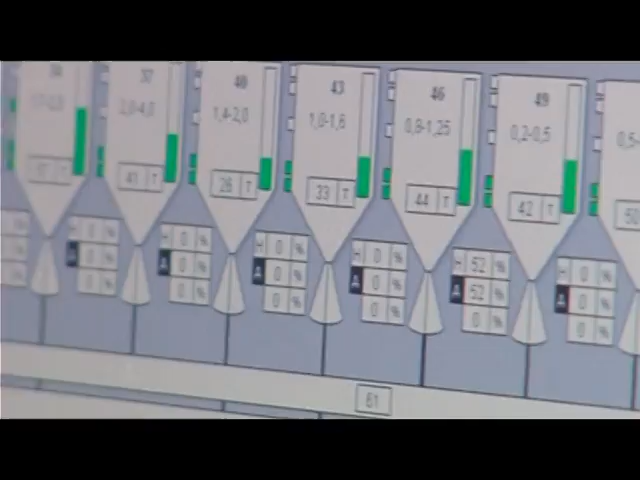 37 40 43 46 49
2,0-4,0 1,4-2,0 1,0-1,6 0,8-1,25 0,2-0,5 0,5-
41 T 26 T 33 T 44 T 42 T
0 % H 0 % H 0 % H 0 % H 52 % H 0 %
A 0 % A 0 % A 0 % A 0 % A 52 % A 0 %
0 % 0 % 0 % 0 % 0 % 0 %
61